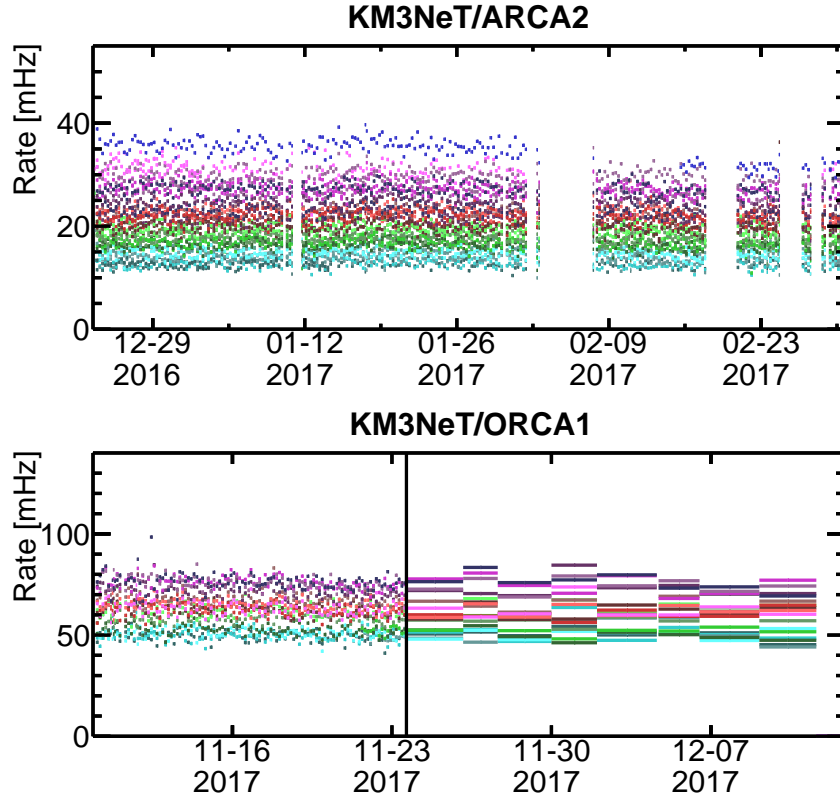 KM3NeT/ARCA2
Rate [mHz]
40
20
0
12-29 01-12 01-26 02-09 02-23
2016 2017 2017 2017 2017
KM3NeT/ORCA1
Rate [mHz]
100
50
0
11-16 11-23 11-30 12-07
2017 2017 2017 2017